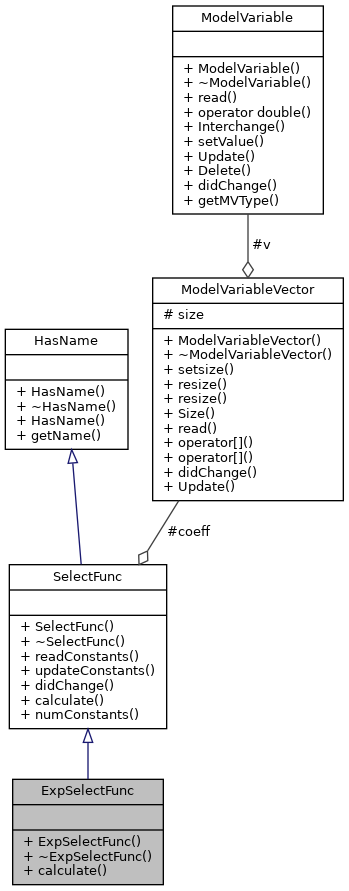 ModelVariable
+ ModelVariable()
+ ~ModelVariable()
+ read()
+ operator double()
+ Interchange()
+ setValue()
+ Update()
+ Delete()
+ didChange()
+ getMVType()
#v
ModelVariableVector
# size
+ ModelVariableVector()
+ ~ModelVariableVector()
+ setsize()
+ resize()
+ resize()
+ Size()
+ read()
+ operator[]()
+ operator[]()
+ didChange()
+ Update()
HasName
+ HasName()
+ ~HasName()
+ HasName()
+ getName()
#coeff
SelectFunc
+ SelectFunc()
+ ~SelectFunc()
+ readConstants()
+ updateConstants()
+ didChange()
+ calculate()
+ numConstants()
ExpSelectFunc
+ ExpSelectFunc()
+ ~ExpSelectFunc()
+ calculate()